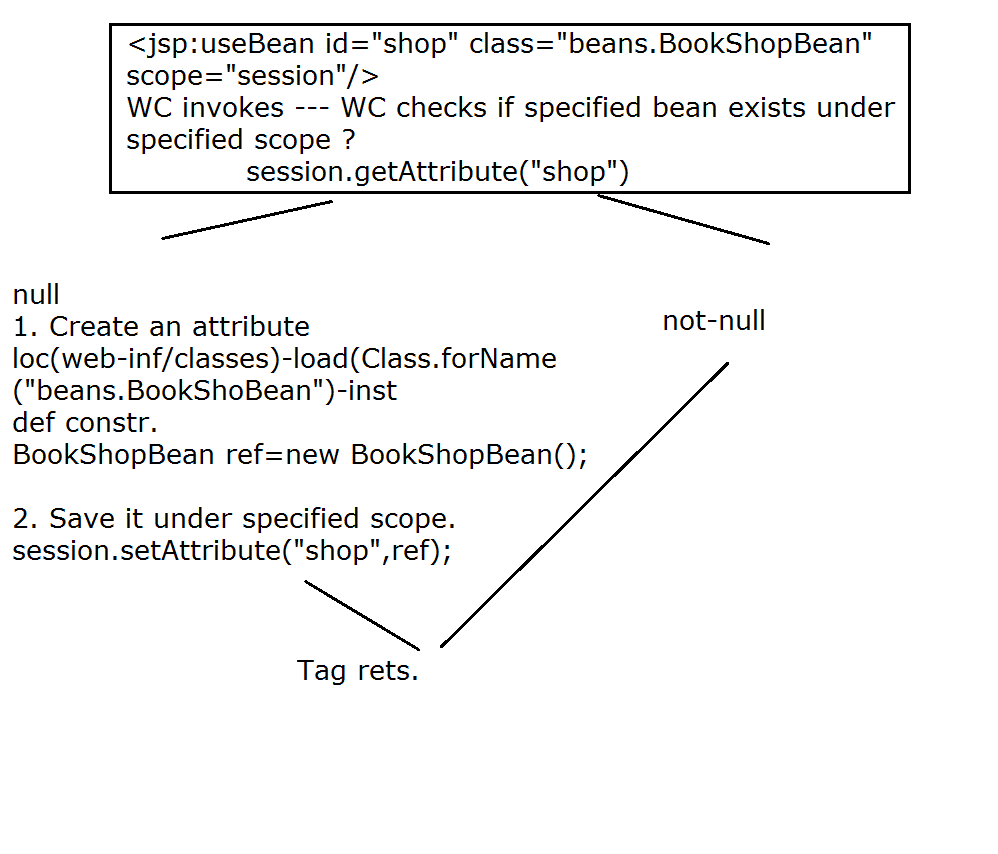 <jsp:useBean id="shop" class="beans.BookShopBean"
scope="session"/>
WC invokes --- WC checks if specified bean exists under
specified scope ?
session.getAttribute("shop")
null
1. Create an attribute
loc(web-inf/classes)-load(Class.forName
("beans.BookShoBean")-inst
def constr.
BookShopBean ref=new BookShopBean();
2. Save it under specified scope.
session.setAttribute("shop",ref);
not-null
Tag rets.